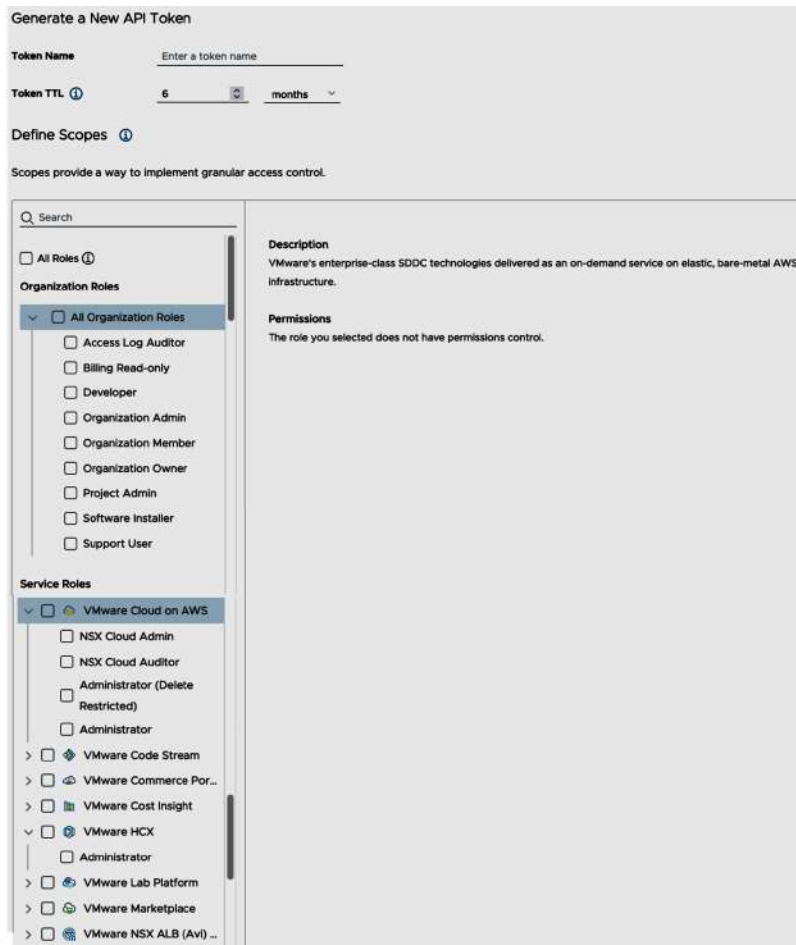 Generate a New API Token
Token Name
Enter a token name
Token TTL
6
months
Define Scopes
Scopes provide a way to implement granular access control.
Search
All Roles
Organization Roles
All Organization Roles
Access Log Auditor
Billing Read-only
Developer
Organization Admin
Organization Member
Organization Owner
Project Admin
Software Installer
Support User
Service Roles
VMware Cloud on AWS
NSX Cloud Admin
NSX Cloud Auditor
Administrator (Delete
Restricted)
Administrator
VMware Code Stream
VMware Commerce Por...
VMware Cost Insight
VMware HCX
Administrator
VMware Lab Platform
VMware Marketplace
VMware NSX ALB (Avi) ...
Description
VMware's enterprise-class SDDC technologies delivered as an on-demand service on elastic, bare-metal AWS
infrastructure.
Permissions
The role you selected does not have permissions control.